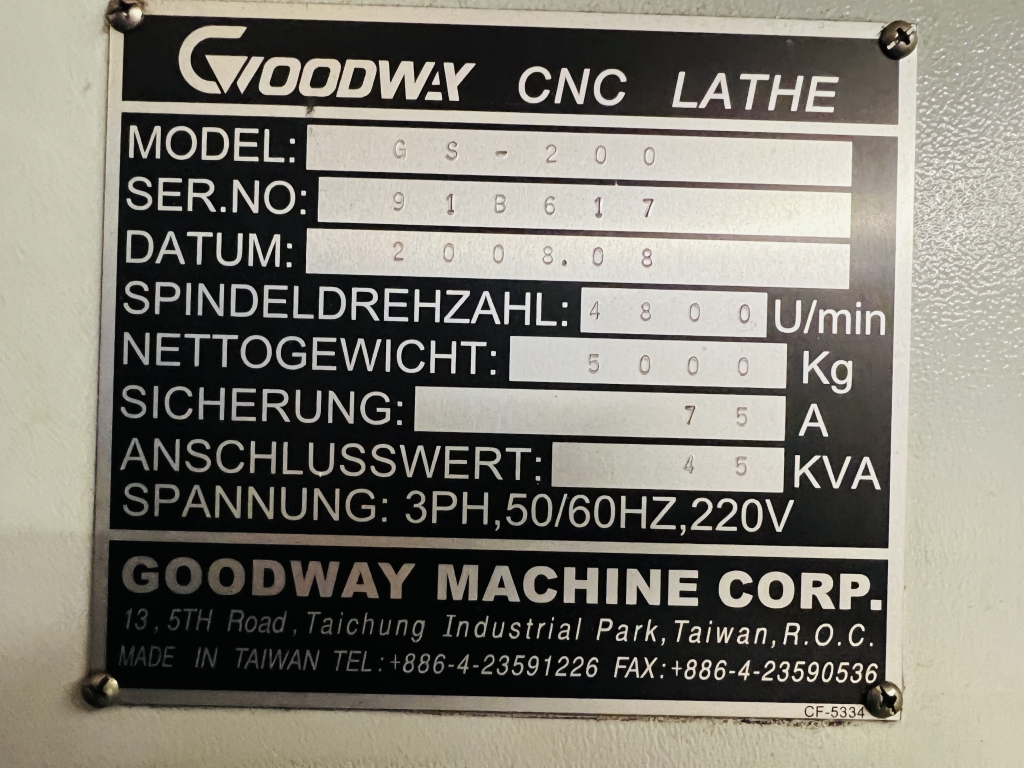 GOODWAY CNC LATHE
MODEL: GS-200
SER.NO: 91B617
DATUM: 2008.08
SPINDELDREHZAHL: 4800 U/min
NETTOGEWICHT: 5000 Kg
SICHERUNG: 75 A
ANSCHLUSSWERT: 45 KVA
SPANNUNG: 3PH,50/60HZ,220V
GOODWAY MACHINE CORP.
13, 5TH Road, Taichung Industrial Park, Taiwan, R.O.C.
MADE IN TAIWAN TEL:+886-4-23591226 FAX:+886-4-23590536
CF-5334